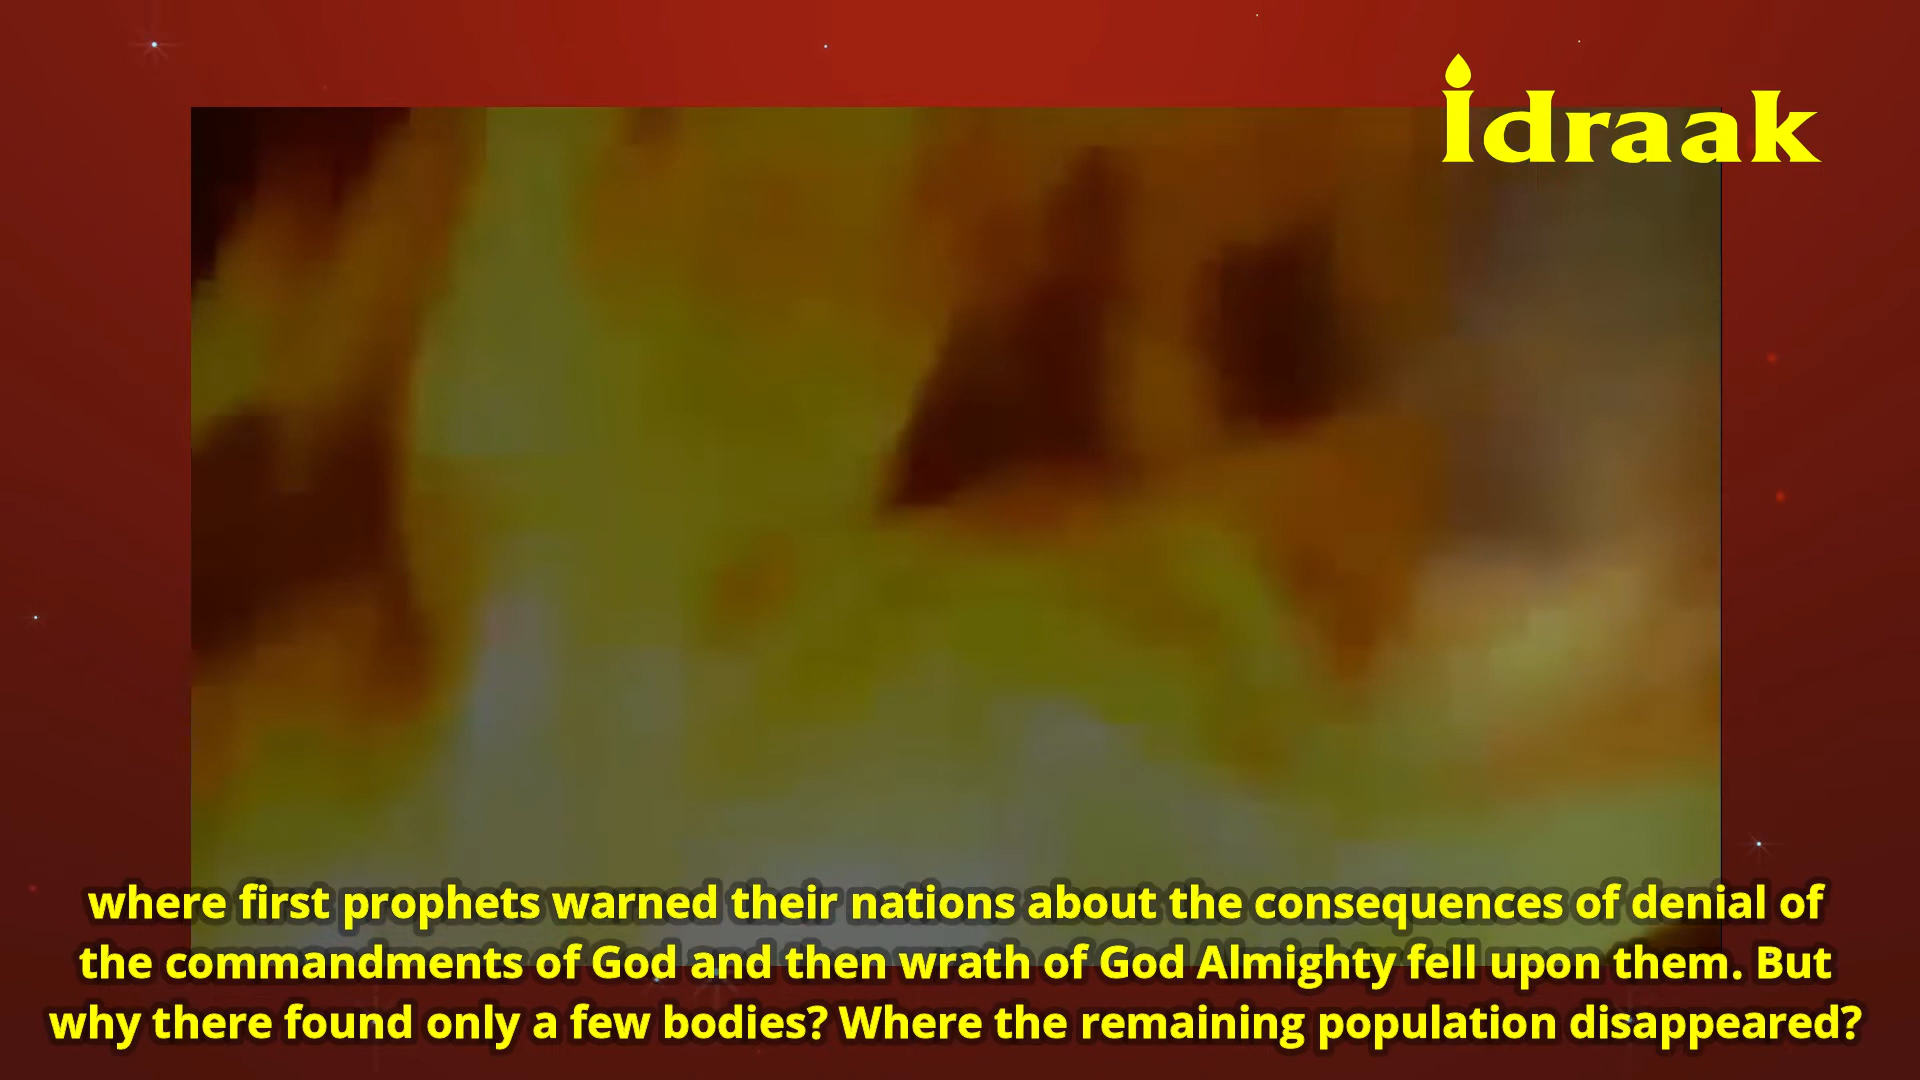 idraak
where first prophets warned their nations about the consequences of denial of
the commandments of God and then wrath of God Almighty fell upon them. But
why there found only a few bodies? Where the remaining population disappeared?